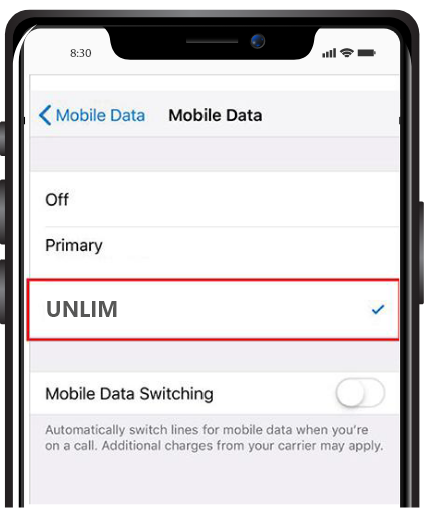 8:30
Mobile Data Mobile Data
Off
Primary
UNLIM
Mobile Data Switching
Automatically switch lines for mobile data when you're
on a call. Additional charges from your carrier may apply.